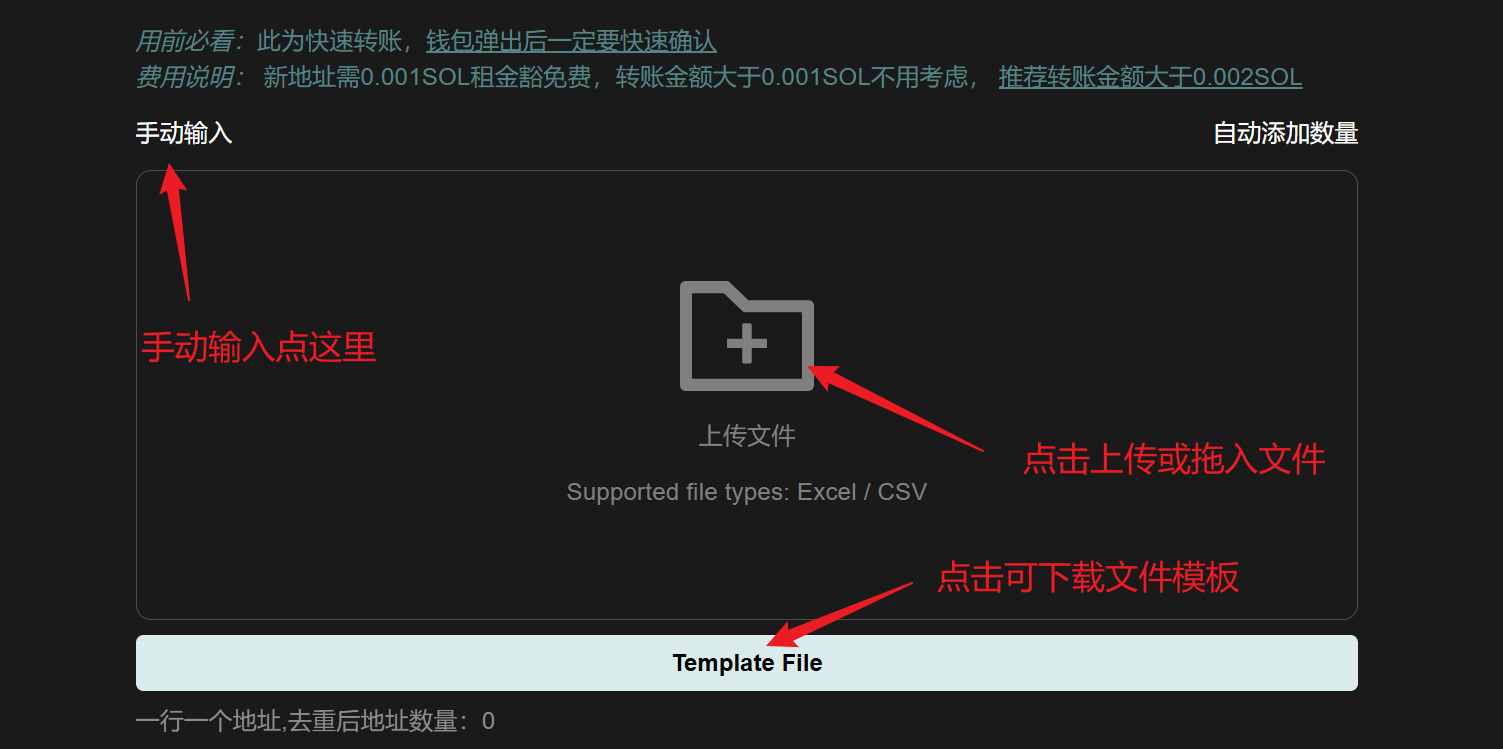 用前必看：此为快速转账，钱包弹出后一定要快速确认
费用说明： 新地址需0.001SOL租金豁免费，转账金额大于0.001SOL不用考虑， 推荐转账金额大于0.002SOL
手动输入
自动添加数量
手动输入点这里
上传文件
点击上传或拖入文件
Supported file types: Excel / CSV
点击可下载文件模板
Template File
一行一个地址,去重后地址数量：0